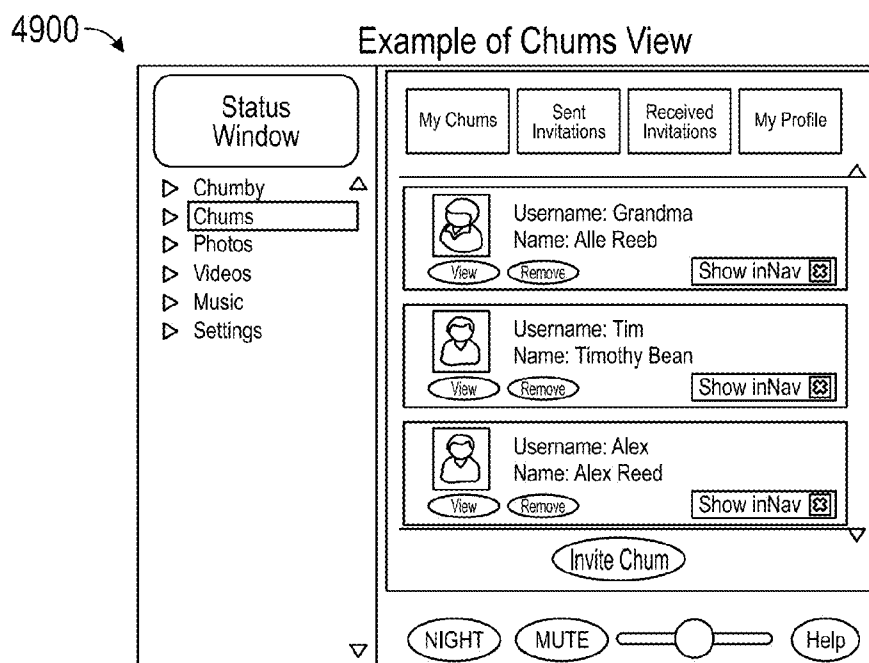 4900
Example of Chums View
Status
Window
Chumby
Chums
Photos
Videos
Music
Settings
My Chums
Sent
Invitations
Received
Invitations
My Profile
Username: Grandma
Name: Alle Reeb
View
Remove
Show inNav
Username: Tim
Name: Timothy Bean
View
Remove
Show inNav
Username: Alex
Name: Alex Reed
View
Remove
Show inNav
Invite Chum
NIGHT
MUTE
Help